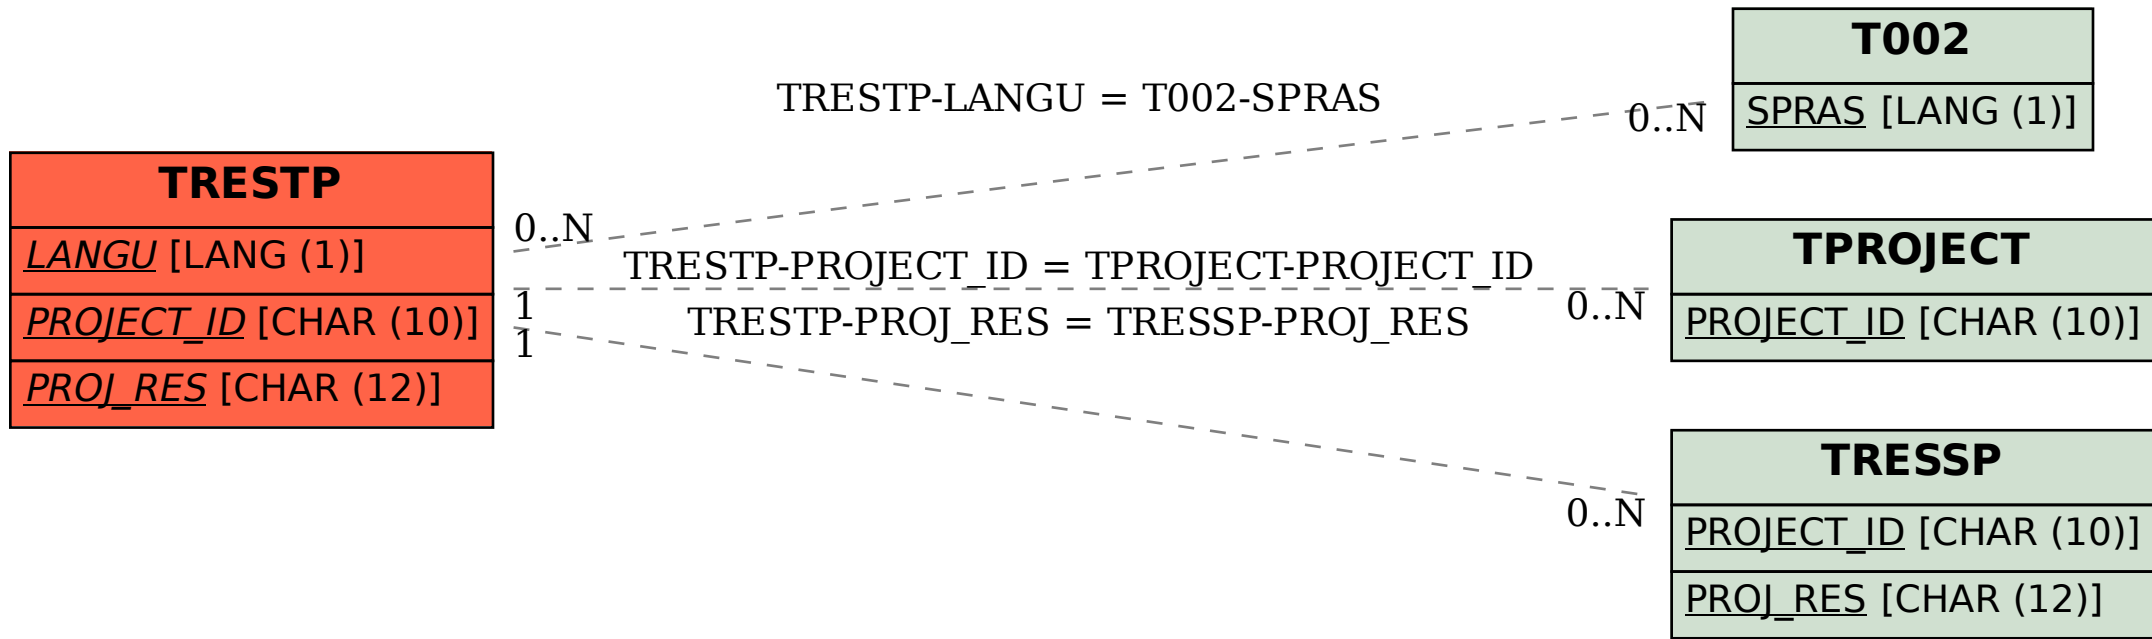 TRESTP
LANGU [LANG (1)]
PROJECT_ID [CHAR (10)]
PROJ_RES [CHAR (12)]
TRESTP-LANGU = T002-SPRAS
0..N
0..N
TRESTP-PROJECT_ID = TPROJECT-PROJECT_ID
1
0..N
TRESTP-PROJ_RES = TRESSP-PROJ_RES
1
0..N
T002
SPRAS [LANG (1)]
TPROJECT
PROJECT_ID [CHAR (10)]
TRESSP
PROJECT_ID [CHAR (10)]
PROJ_RES [CHAR (12)]